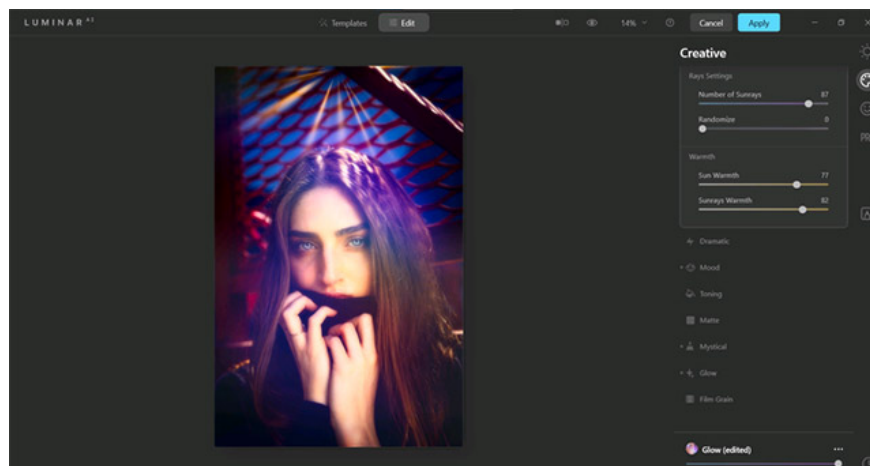 LUMINAR AI
Templates Edit 14% Cancel Apply
Creative
Rays Settings
Number of Sunrays 87
Randomize 0
Warmth
Sun Warmth 77
Sunrays Warmth 82
Dramatic
Mood
Toning
Matte
Mystical
Glow
Film Grain
Glow (edited)